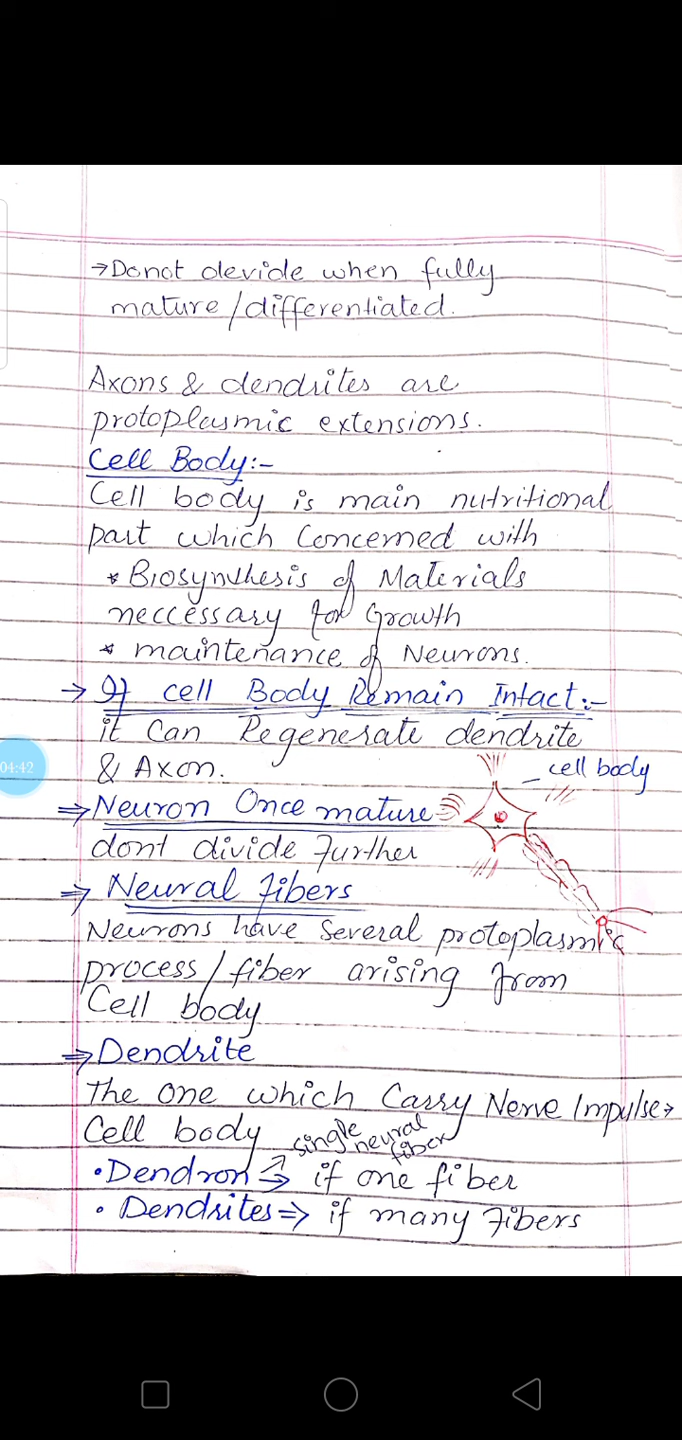 →Donot devide when fully
mature/differentiated.
Axons & dendrites are
protoplasmic extensions.
Cell Body:-
Cell body is main nutritional
part which Concerned with
* Biosynthesis of Materials
neccessary for Growth
* maintenance of Neurons.
→ If cell Body Remain Intact:-
it Can Regenerate dendrite
& Axon.
cell body
04:42
⇒Neuron Once mature
dont divide Further
⇒ Neural Fibers
Neurons have Several protoplasmic
process/fiber arising from
Cell body
⇒Dendrite
The One which Carry Nerve Impulse→
Cell body
single neural
fiber
•Dendron ⇒ if one fiber
• Dendrites⇒ if many Fibers